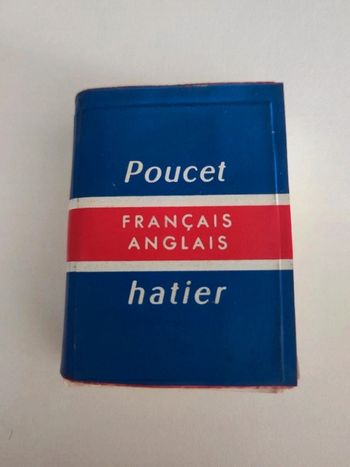 Poucet
FRANÇAIS
ANGLAIS
hatier